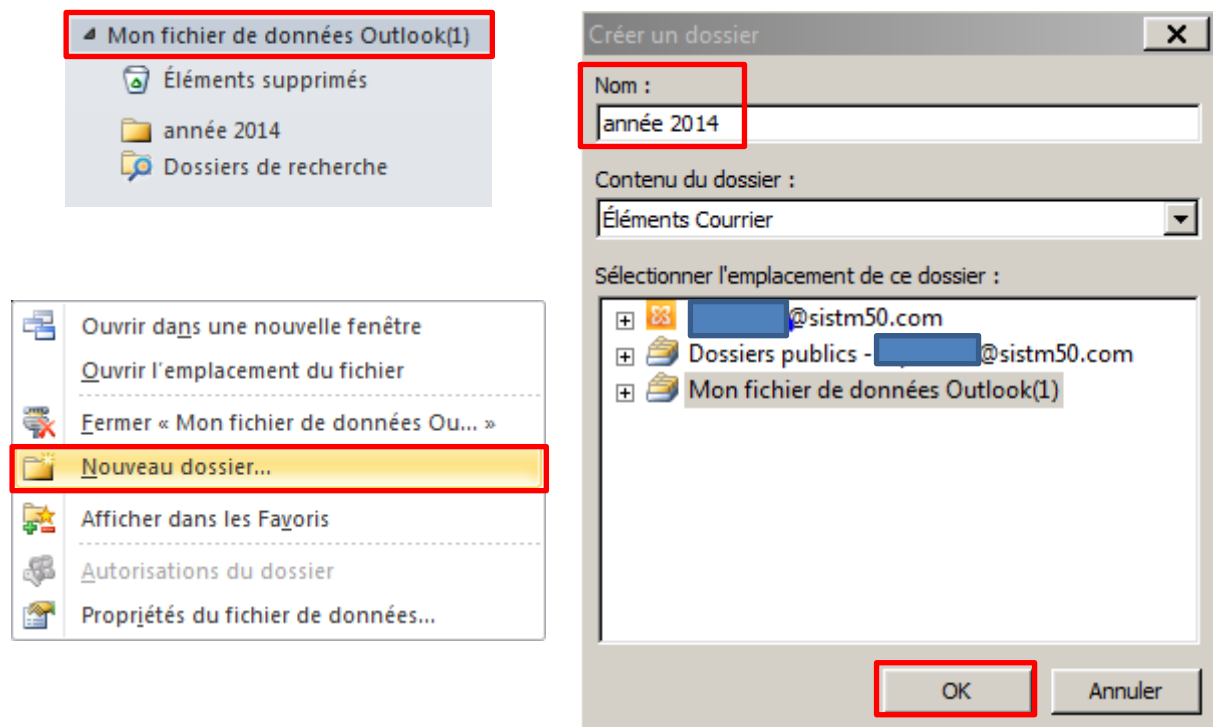 Mon fichier de données Outlook(1)
Éléments supprimés
année 2014
Dossiers de recherche
Ouvrir dans une nouvelle fenêtre
Ouvrir l'emplacement du fichier
Fermer « Mon fichier de données Ou... »
Nouveau dossier...
Afficher dans les Favoris
Autorisations du dossier
Propriétés du fichier de données...
Créer un dossier
Nom :
année 2014
Contenu du dossier :
Éléments Courrier
Sélectionner l'emplacement de ce dossier :
@sistm50.com
Dossiers publics - @sistm50.com
Mon fichier de données Outlook(1)
OK Annuler